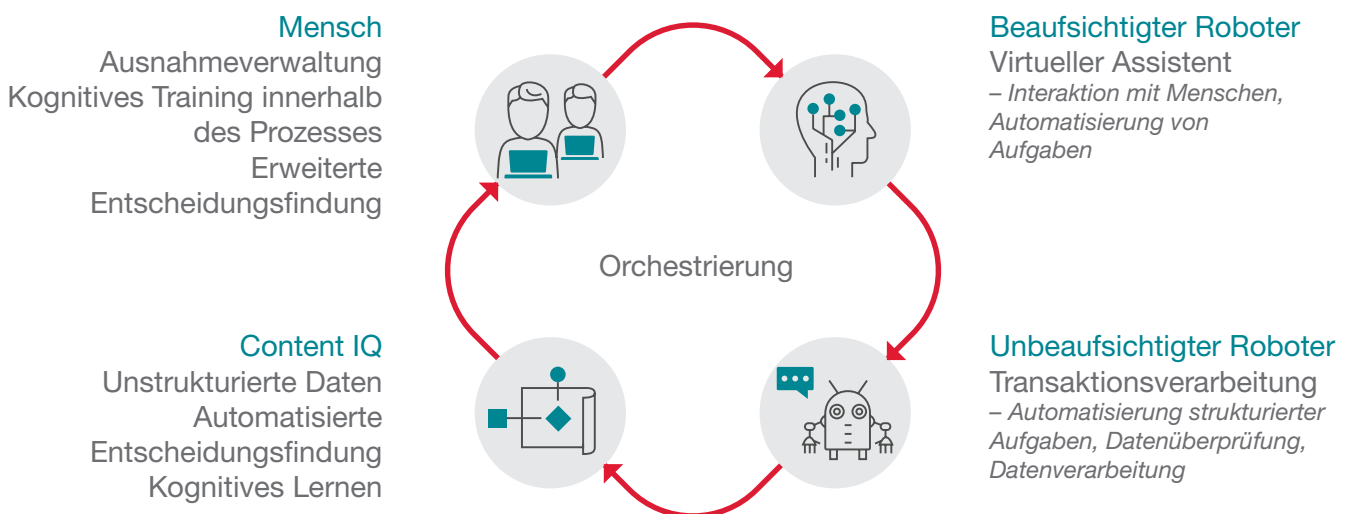 Mensch
Ausnahmeverwaltung
Kognitives Training innerhalb
des Prozesses
Erweiterte
Entscheidungsfindung
Beaufsichtigter Roboter
Virtueller Assistent
– Interaktion mit Menschen,
Automatisierung von
Aufgaben
Orchestrierung
Content IQ
Unstrukturierte Daten
Automatisierte
Entscheidungsfindung
Kognitives Lernen
Unbeaufsichtigter Roboter
Transaktionsverarbeitung
– Automatisierung strukturierter
Aufgaben, Datenüberprüfung,
Datenverarbeitung